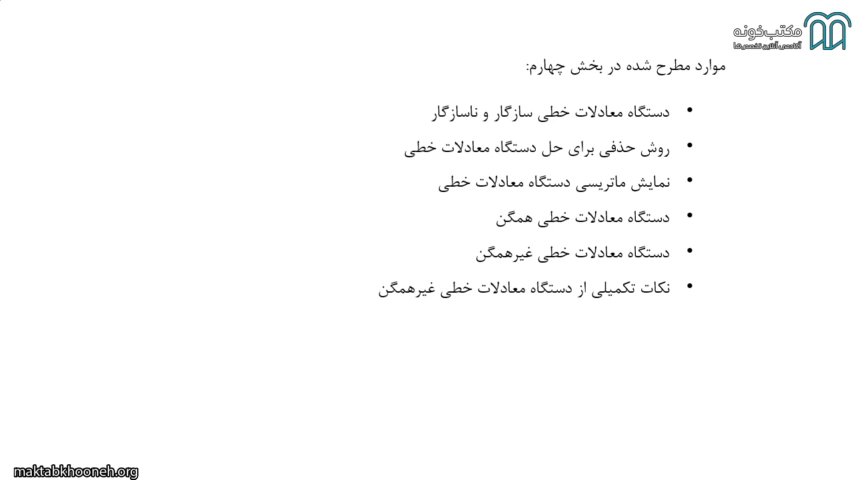 مکتب‌خونه
آکادمی آنلاین تخصص‌ها
موارد مطرح شده در بخش چهارم:
• دستگاه معادلات خطی سازگار و ناسازگار
• روش حذفی برای حل دستگاه معادلات خطی
• نمایش ماتریسی دستگاه معادلات خطی
• دستگاه معادلات خطی همگن
• دستگاه معادلات خطی غیرهمگن
• نکات تکمیلی از دستگاه معادلات خطی غیرهمگن
maktabkhooneh.org